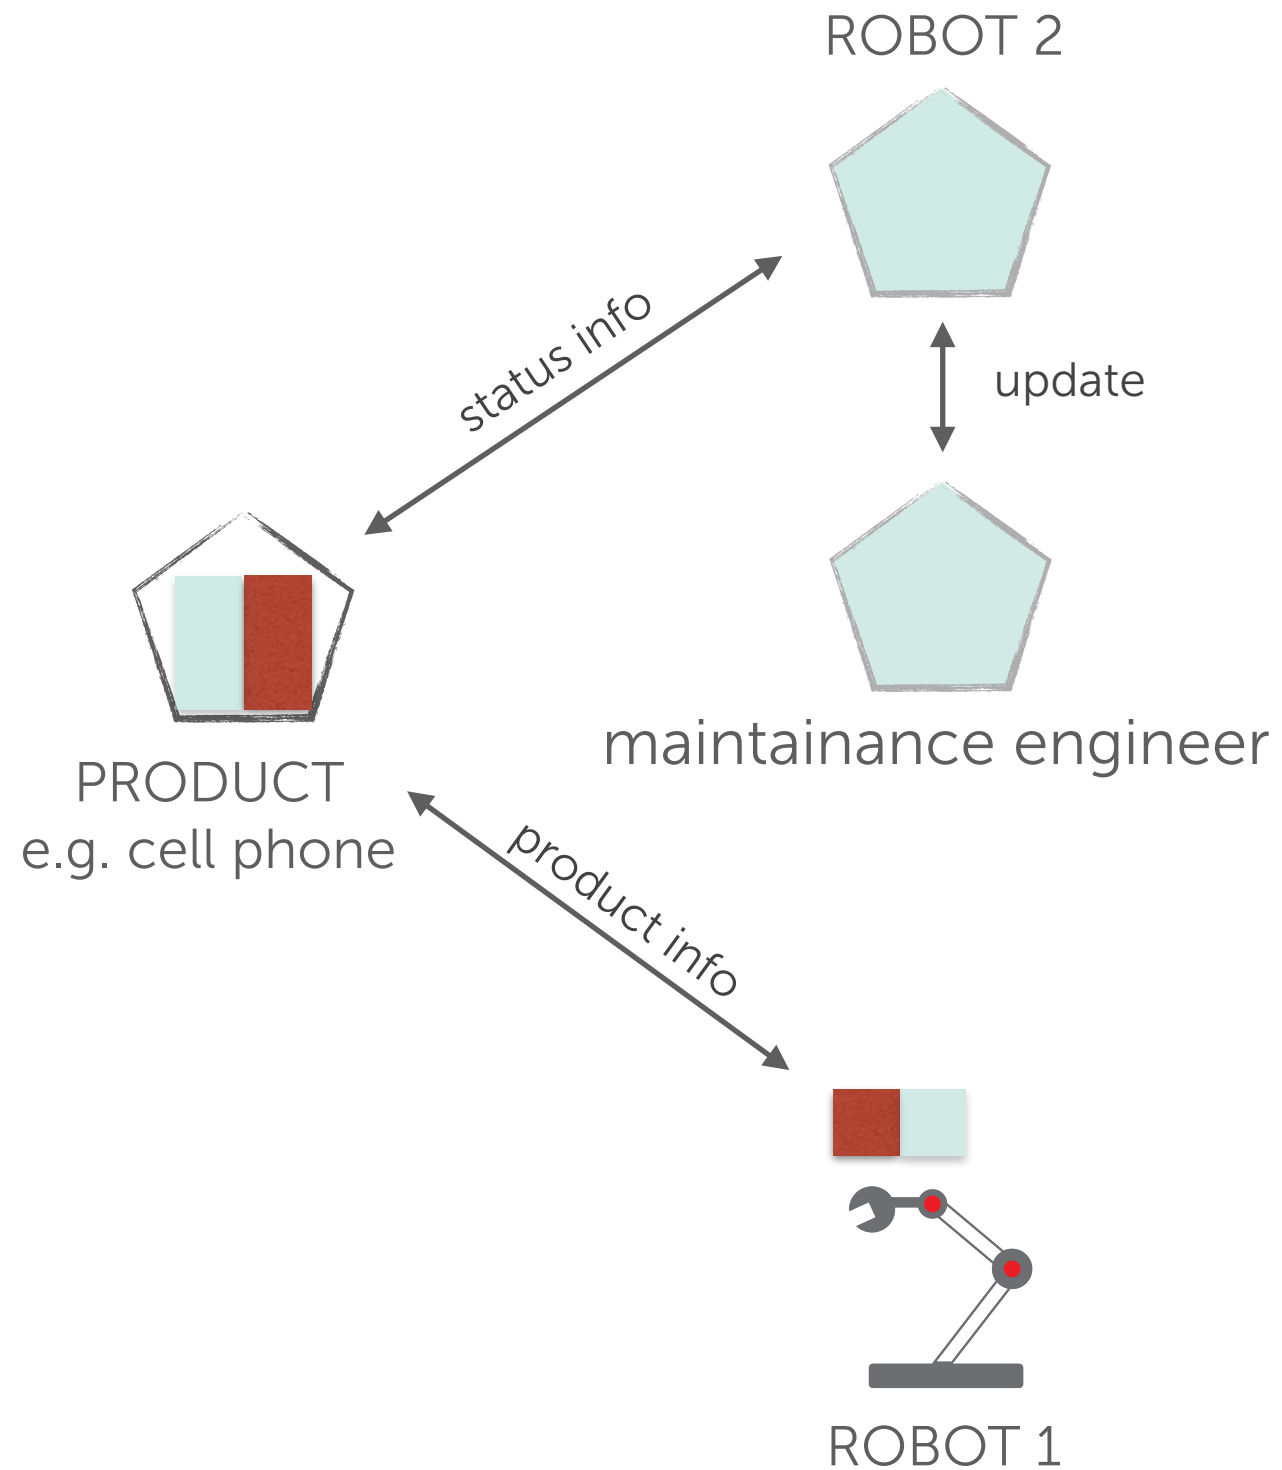 ROBOT 2
status info
update
maintainance engineer
PRODUCT
e.g. cell phone
product info
ROBOT 1